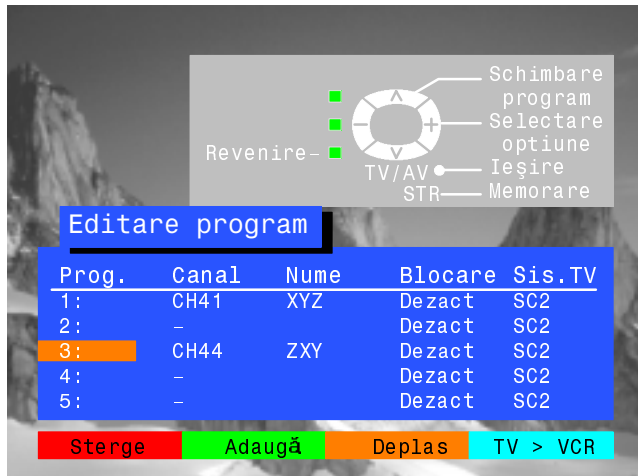 Schimbare
program
Selectare
optiune
Revenire
TV/AV Ieşire
STR Memorare
Editare program
Prog. Canal Nume Blocare Sis.TV
1: CH41 XYZ Dezact SC2
2: – Dezact SC2
3: CH44 ZXY Dezact SC2
4: – Dezact SC2
5: – Dezact SC2
Sterge Adaugă Deplas TV > VCR